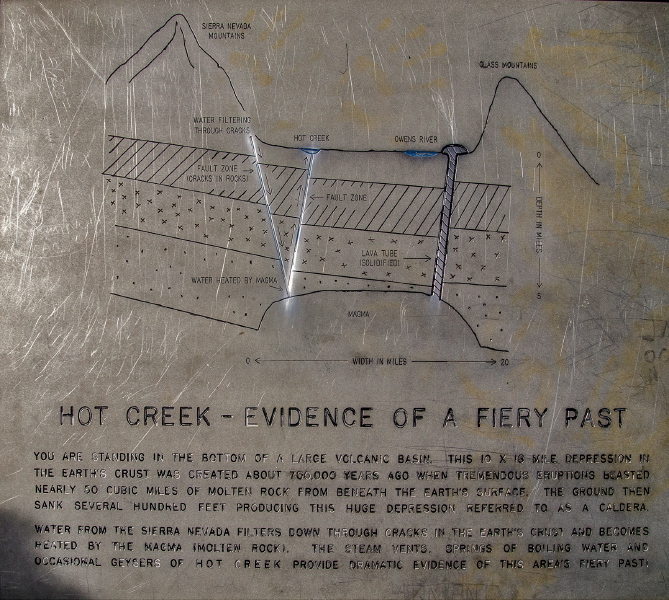 SIERRA NEVADA
MOUNTAINS
GLASS MOUNTAINS
WATER FILTERING
THROUGH CRACKS
HOT CREEK
OWENS RIVER
FAULT ZONE
(CRACKS IN ROCKS)
FAULT ZONE
0
DEPTH IN MILES
5
LAVA TUBE
(SOLIDIFIED)
WATER HEATED BY MAGMA
MAGMA
0 WIDTH IN MILES 20
HOT CREEK - EVIDENCE OF A FIERY PAST
YOU ARE STANDING IN THE BOTTOM OF A LARGE VOLCANIC BASIN. THIS 10 X 18 MILE DEPRESSION IN
THE EARTH'S CRUST WAS CREATED ABOUT 700,000 YEARS AGO WHEN TREMENDOUS ERUPTIONS BLASTED
NEARLY 50 CUBIC MILES OF MOLTEN ROCK FROM BENEATH THE EARTH'S SURFACE. THE GROUND THEN
SANK SEVERAL HUNDRED FEET PRODUCING THIS HUGE DEPRESSION REFERRED TO AS A CALDERA.
WATER FROM THE SIERRA NEVADA FILTERS DOWN THROUGH CRACKS IN THE EARTH'S CRUST AND BECOMES
HEATED BY THE MAGMA (MOLTEN ROCK). THE STEAM VENTS, SPRINGS OF BOILING WATER AND
OCCASIONAL GEYSERS OF HOT CREEK PROVIDE DRAMATIC EVIDENCE OF THIS AREA'S FIERY PAST.